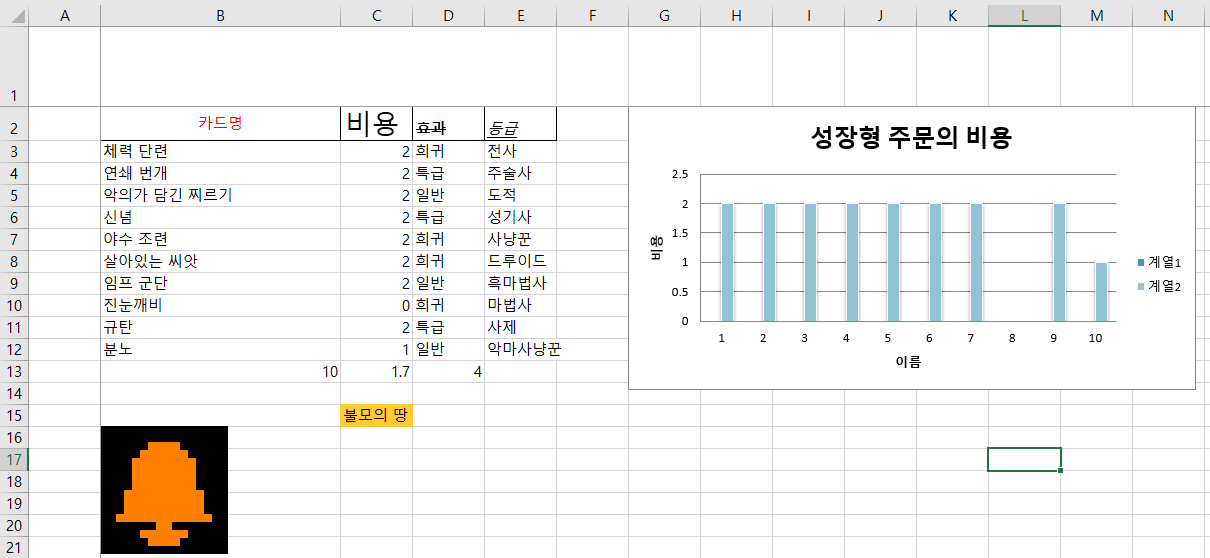 A B C D E F G H I J K L M N
1
2 카드명 비용 효과 등급
3 체력 단련 2 희귀 전사
4 연쇄 번개 2 특급 주술사
5 악의가 담긴 찌르기 2 일반 도적
6 신념 2 특급 성기사
7 야수 조련 2 희귀 사냥꾼
8 살아있는 씨앗 2 희귀 드루이드
9 임프 군단 2 일반 흑마법사
10 진눈깨비 0 희귀 마법사
11 규탄 2 특급 사제
12 분노 1 일반 악마사냥꾼
13 10 1.7 4
14
15 불모의 땅
16
17
18
19
20
21
성장형 주문의 비용
2.5
2
1.5
1
0.5
0
비용
1 2 3 4 5 6 7 8 9 10
이름
계열1
계열2